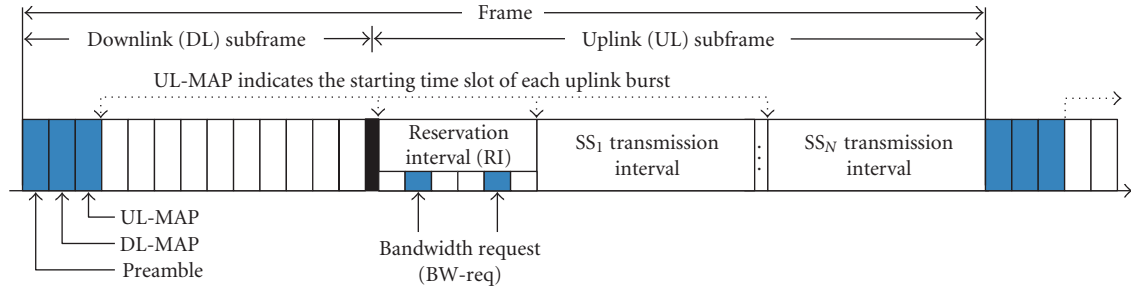 Frame
Downlink (DL) subframe
Uplink (UL) subframe
UL-MAP indicates the starting time slot of each uplink burst
Reservation
interval (RI)
SS1 transmission
interval
SSN transmission
interval
UL-MAP
DL-MAP
Preamble
Bandwidth request
(BW-req)